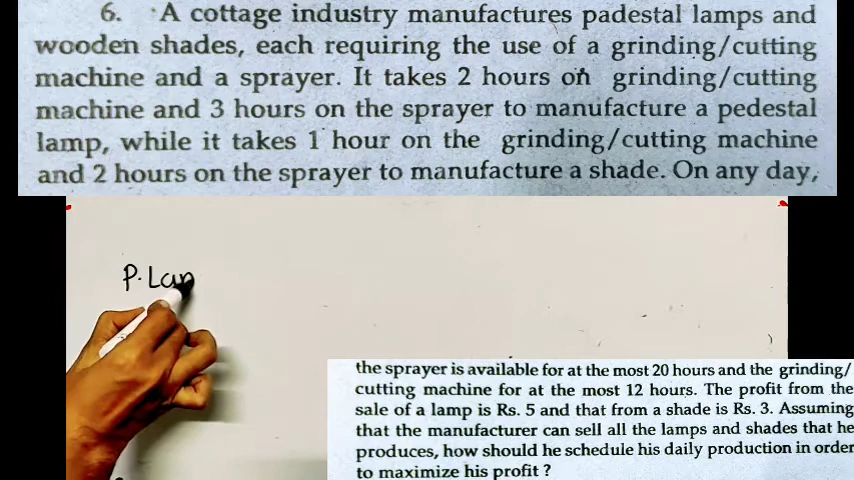 6. A cottage industry manufactures padestal lamps and
wooden shades, each requiring the use of a grinding/cutting
machine and a sprayer. It takes 2 hours on grinding/cutting
machine and 3 hours on the sprayer to manufacture a pedestal
lamp, while it takes 1 hour on the grinding/cutting machine
and 2 hours on the sprayer to manufacture a shade. On any day,
P. Lam
the sprayer is available for at the most 20 hours and the grinding/
cutting machine for at the most 12 hours. The profit from the
sale of a lamp is Rs. 5 and that from a shade is Rs. 3. Assuming
that the manufacturer can sell all the lamps and shades that he
produces, how should he schedule his daily production in order
to maximize his profit ?